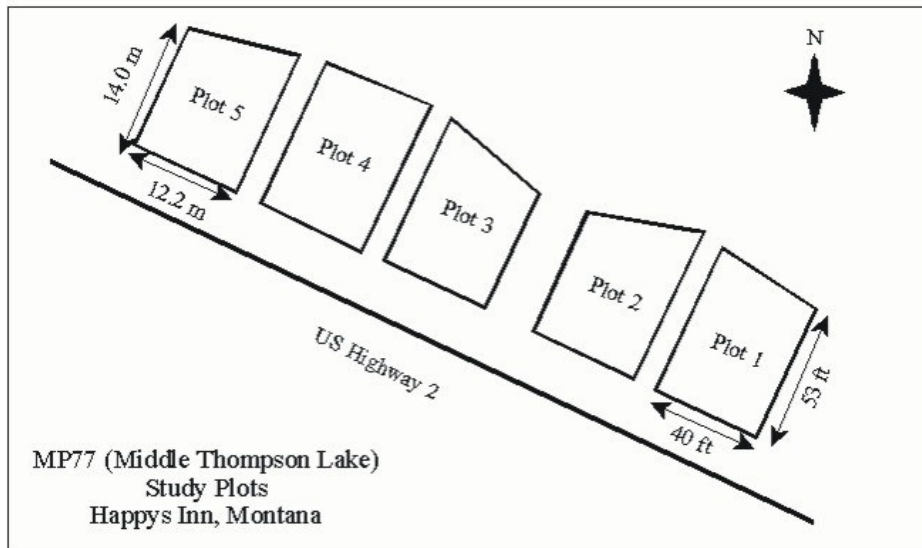 N
14.0 m
12.2 m
Plot 5
Plot 4
Plot 3
Plot 2
Plot 1
53 ft
40 ft
US Highway 2
MP77 (Middle Thompson Lake)
Study Plots
Happys Inn, Montana